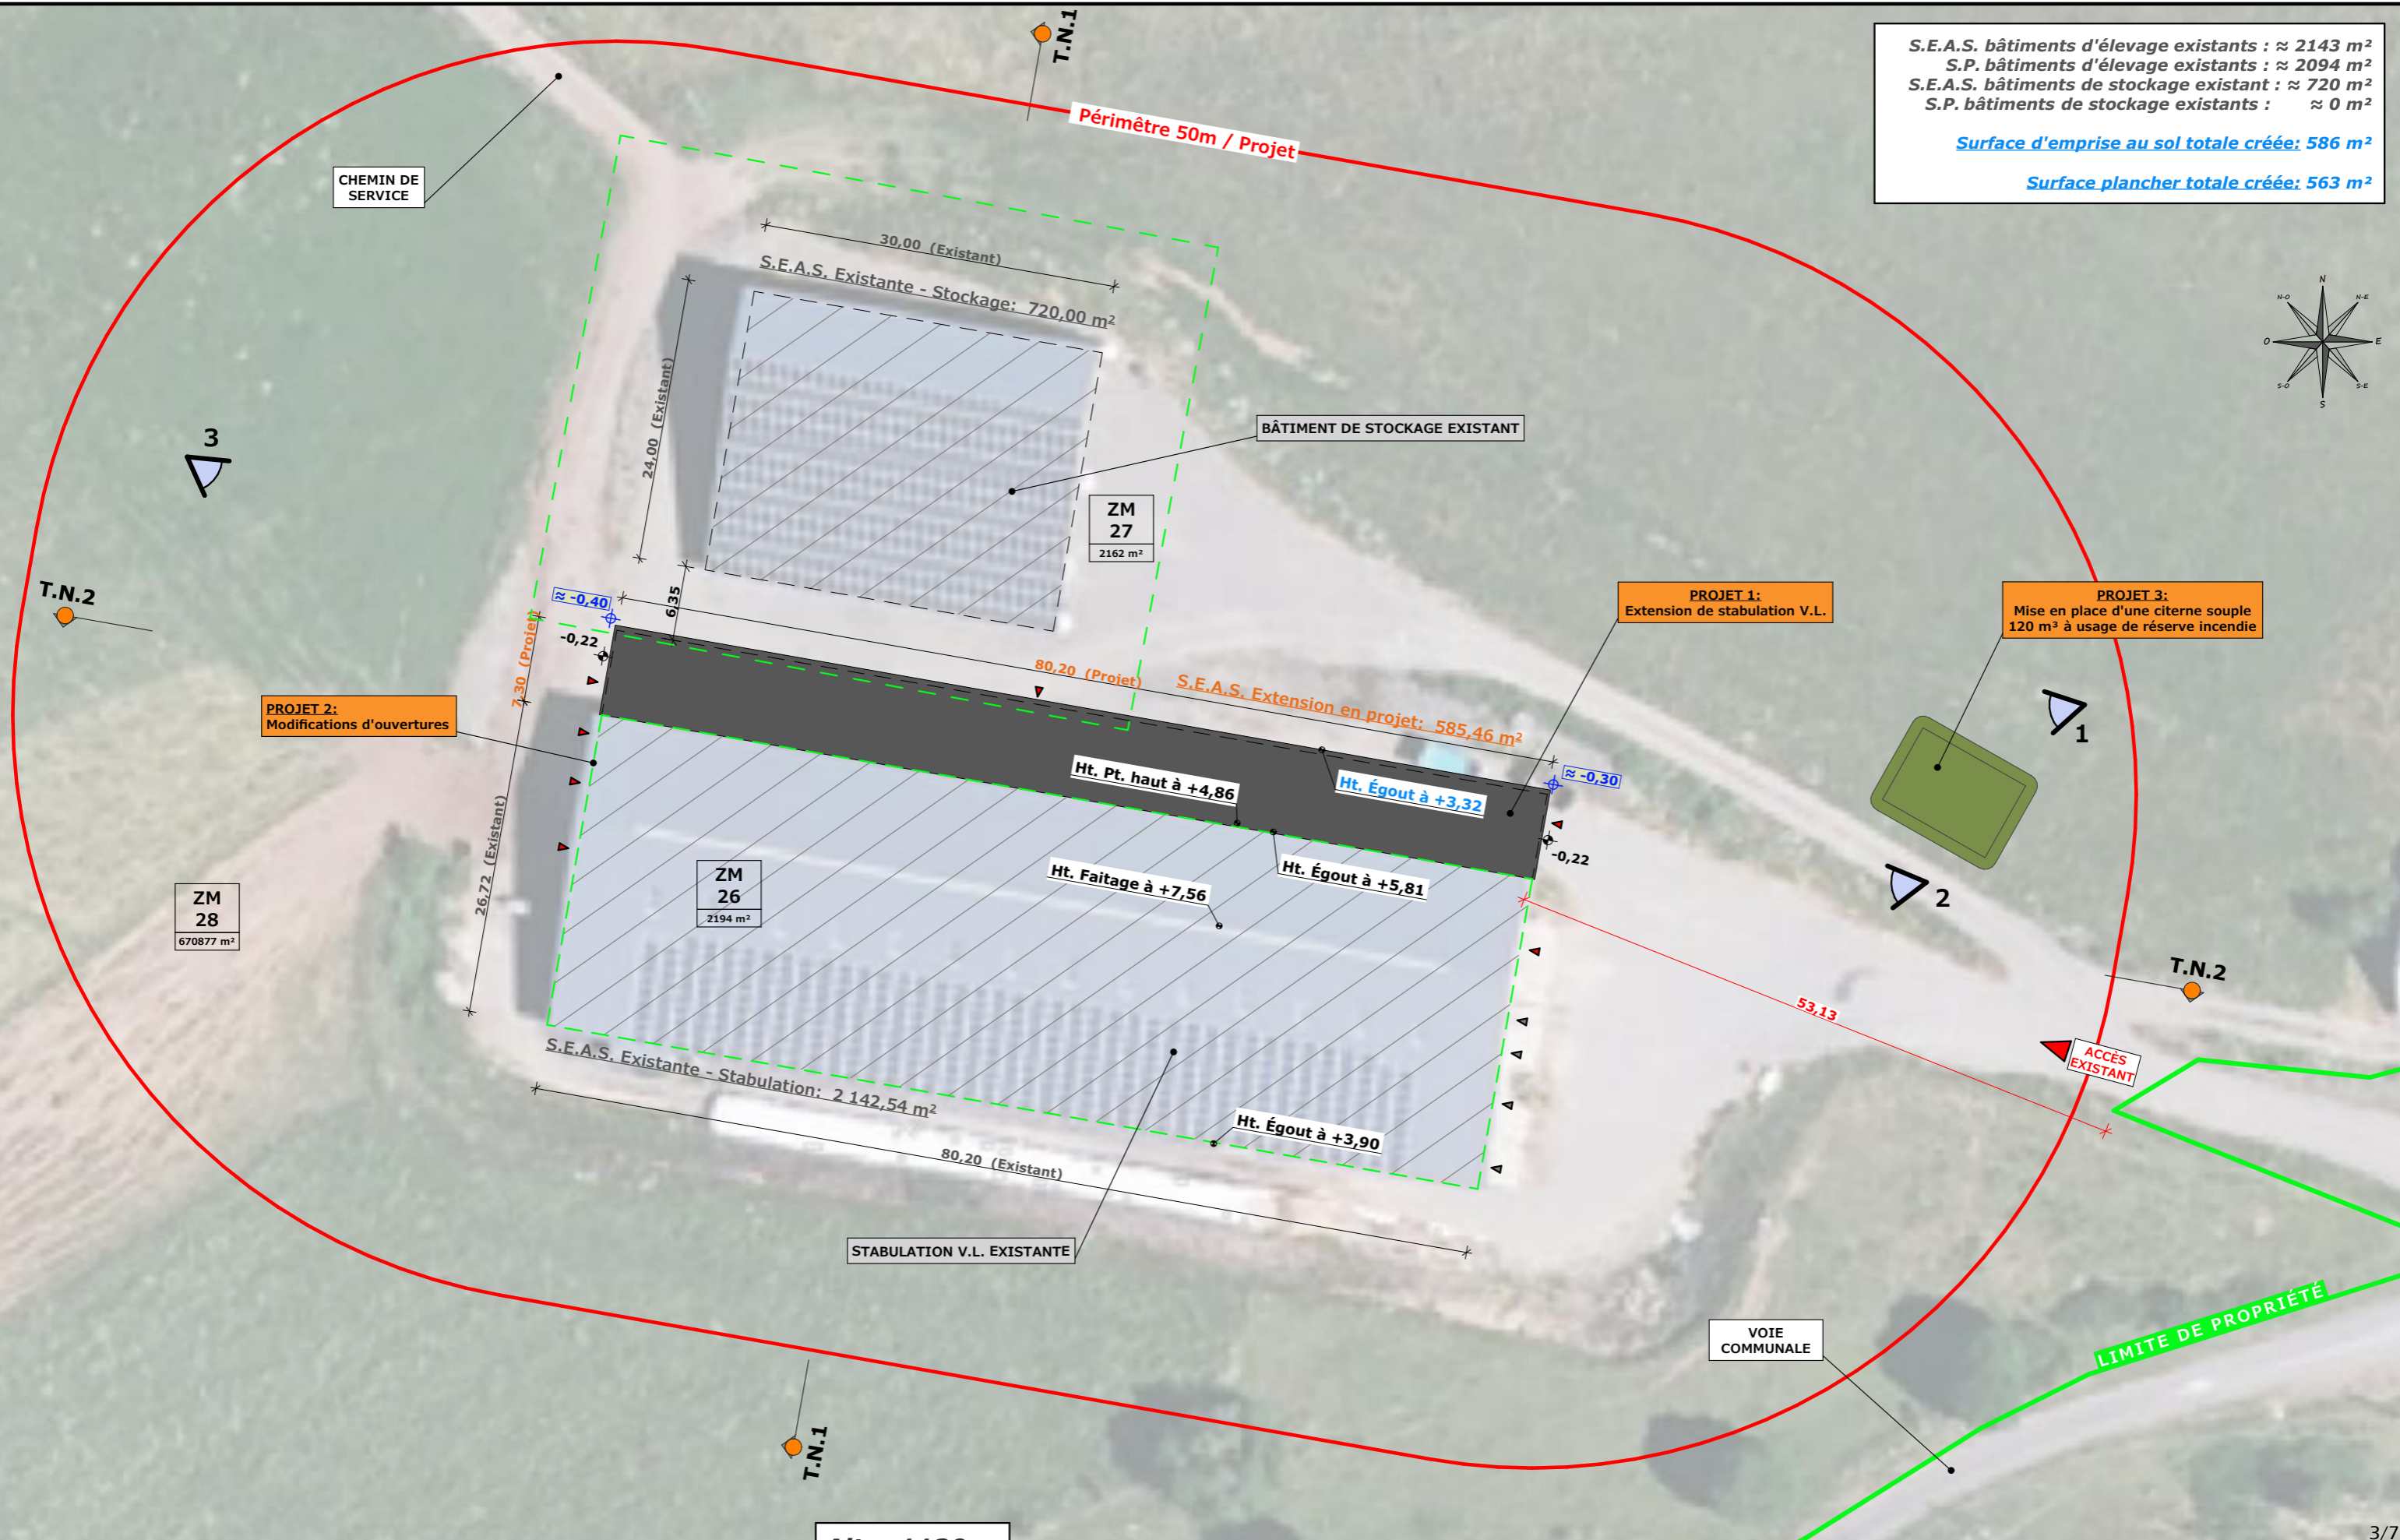 S.E.A.S. bâtiments d'élevage existants : ≈ 2143 m²
S.P. bâtiments d'élevage existants : ≈ 2094 m²
S.E.A.S. bâtiments de stockage existant : ≈ 720 m²
S.P. bâtiments de stockage existants : ≈ 0 m²
Surface d'emprise au sol totale créée: 586 m²
Surface plancher totale créée: 563 m²
T.N.1
Périmêtre 50m / Projet
CHEMIN DE
SERVICE
30,00 (Existant)
S.E.A.S. Existante - Stockage: 720,00 m²
24,00 (Existant)
N
N-O
N-E
O
E
S-O
S-E
S
BÂTIMENT DE STOCKAGE EXISTANT
3
ZM
27
2162 m²
T.N.2
≈ -0,40
-0,22
6,35
7,30 (Projet)
80,20 (Projet)
S.E.A.S. Extension en projet: 585,46 m²
PROJET 1:
Extension de stabulation V.L.
PROJET 3:
Mise en place d'une citerne souple
120 m³ à usage de réserve incendie
PROJET 2:
Modifications d'ouvertures
1
Ht. Pt. haut à +4,86
Ht. Égout à +3,32
≈ -0,30
-0,22
Ht. Faitage à +7,56
Ht. Égout à +5,81
2
26,72 (Existant)
ZM
26
2194 m²
ZM
28
670877 m²
T.N.2
53,13
ACCÈS
EXISTANT
S.E.A.S. Existante - Stabulation: 2 142,54 m²
Ht. Égout à +3,90
80,20 (Existant)
STABULATION V.L. EXISTANTE
VOIE
COMMUNALE
LIMITE DE PROPRIÉTÉ
T.N.1
3/7